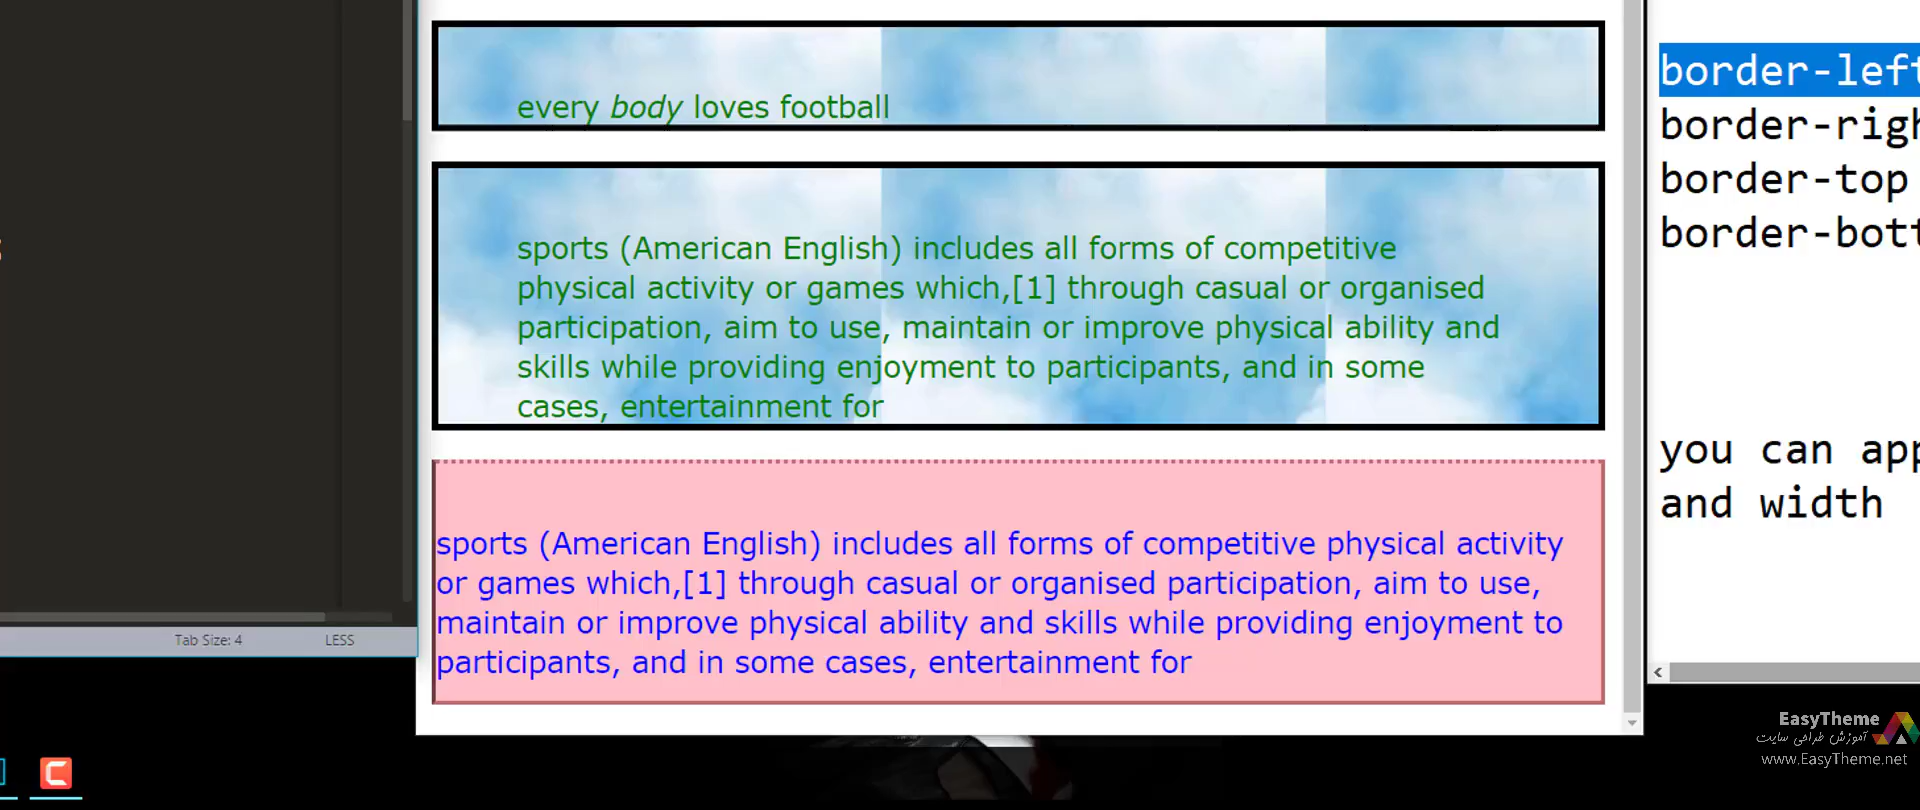 every body loves football
sports (American English) includes all forms of competitive
physical activity or games which,[1] through casual or organised
participation, aim to use, maintain or improve physical ability and
skills while providing enjoyment to participants, and in some
cases, entertainment for
sports (American English) includes all forms of competitive physical activity
or games which,[1] through casual or organised participation, aim to use,
maintain or improve physical ability and skills while providing enjoyment to
participants, and in some cases, entertainment for
border-left
border-righ
border-top
border-bott
you can app
and width
Tab Size: 4
LESS
EasyTheme
آموزش طراحی سایت
www.EasyTheme.net